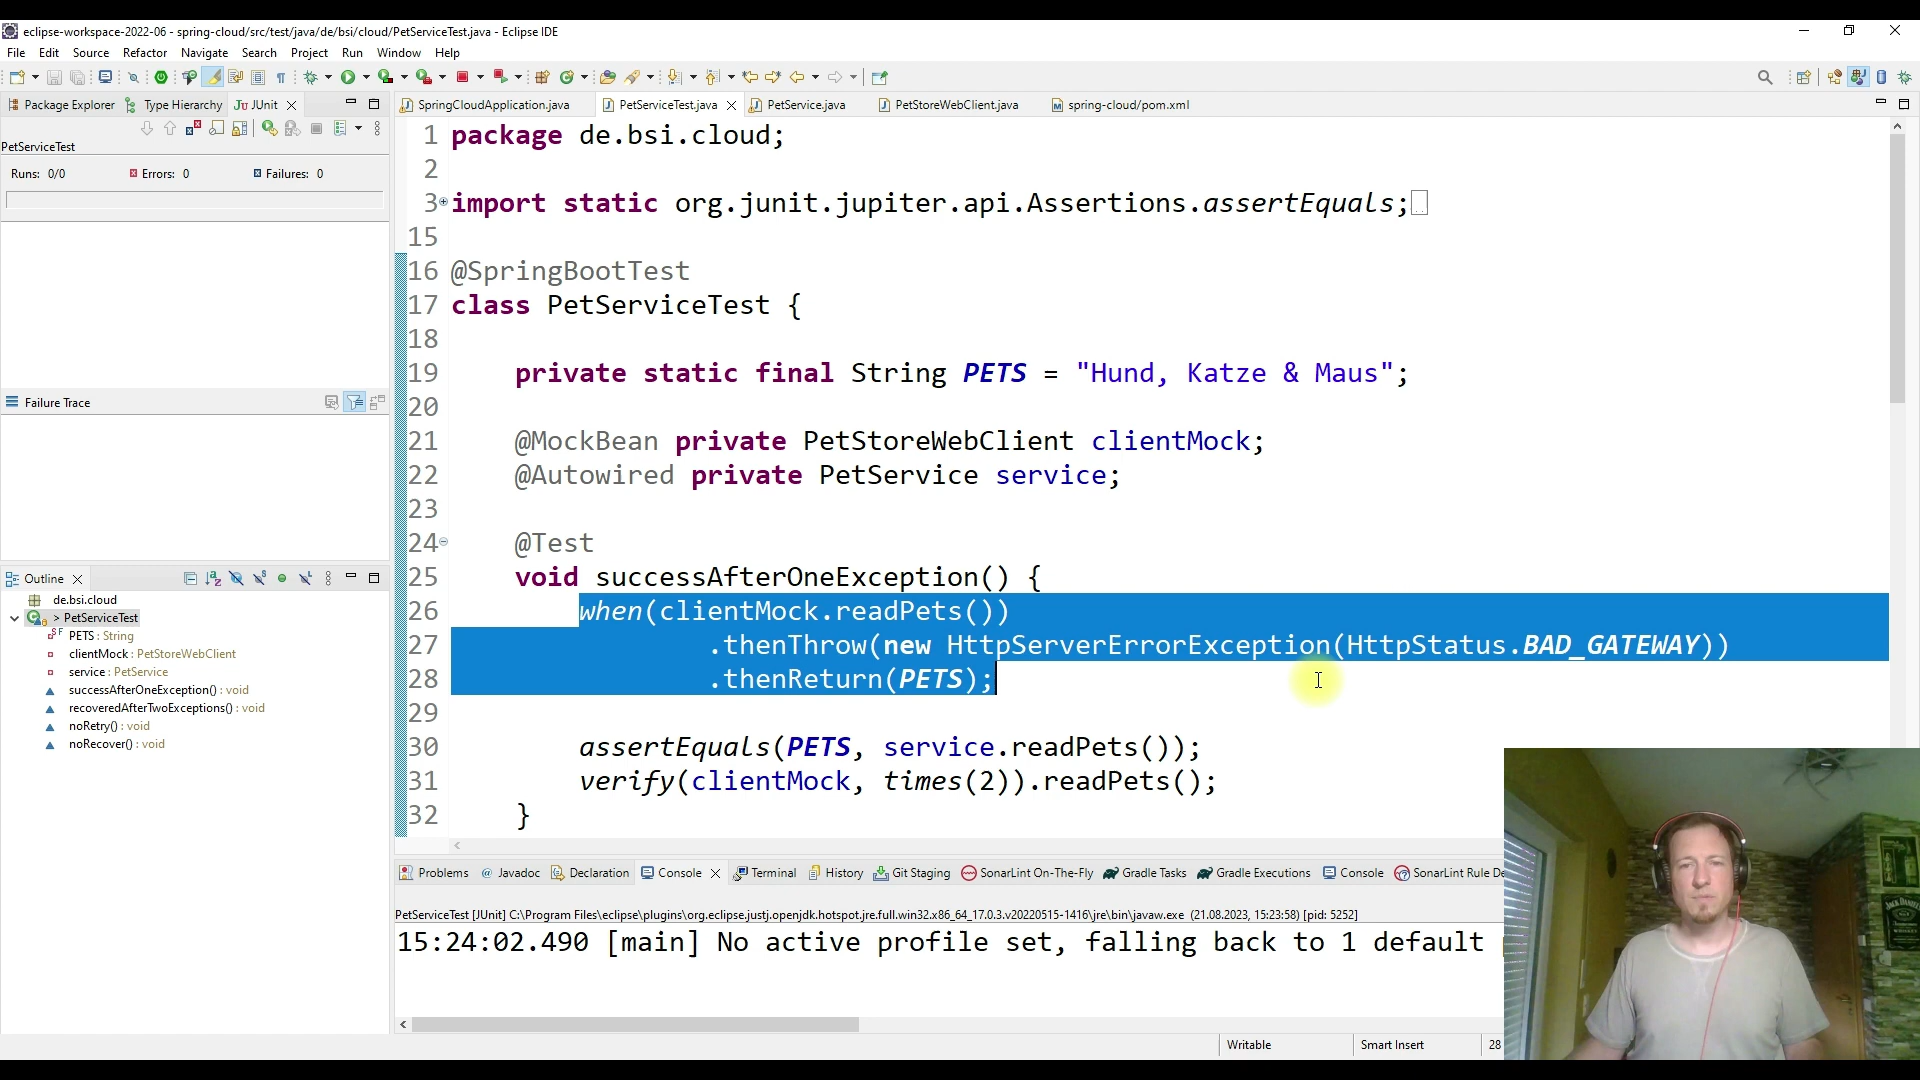 eclipse-workspace-2022-06 - spring-cloud/src/test/java/de/bsi/cloud/PetServiceTest.java - Eclipse IDE
File Edit Source Refactor Navigate Search Project Run Window Help
Package Explorer Type Hierarchy JUnit
PetServiceTest
Runs: 0/0 Errors: 0 Failures: 0
Failure Trace
Outline
de.bsi.cloud
> PetServiceTest
PETS : String
clientMock : PetStoreWebClient
service : PetService
successAfterOneException() : void
recoveredAfterTwoExceptions() : void
noRetry() : void
noRecover() : void
SpringCloudApplication.java PetServiceTest.java PetService.java PetStoreWebClient.java spring-cloud/pom.xml
1 package de.bsi.cloud;
2
3 import static org.junit.jupiter.api.Assertions.assertEquals;
15
16 @SpringBootTest
17 class PetServiceTest {
18
19 private static final String PETS = "Hund, Katze & Maus";
20
21 @MockBean private PetStoreWebClient clientMock;
22 @Autowired private PetService service;
23
24 @Test
25 void successAfterOneException() {
26 when(clientMock.readPets())
27 .thenThrow(new HttpServerErrorException(HttpStatus.BAD_GATEWAY))
28 .thenReturn(PETS);
29
30 assertEquals(PETS, service.readPets());
31 verify(clientMock, times(2)).readPets();
32 }
Problems Javadoc Declaration Console Terminal History Git Staging SonarLint On-The-Fly Gradle Tasks Gradle Executions Console SonarLint Rule De
PetServiceTest [JUnit] C:\Program Files\eclipse\plugins\org.eclipse.justj.openjdk.hotspot.jre.full.win32.x86_64_17.0.3.v20220515-1416\jre\bin\javaw.exe (21.08.2023, 15:23:58) [pid: 5252]
15:24:02.490 [main] No active profile set, falling back to 1 default
Writable Smart Insert 28
JACK DANIEL'S